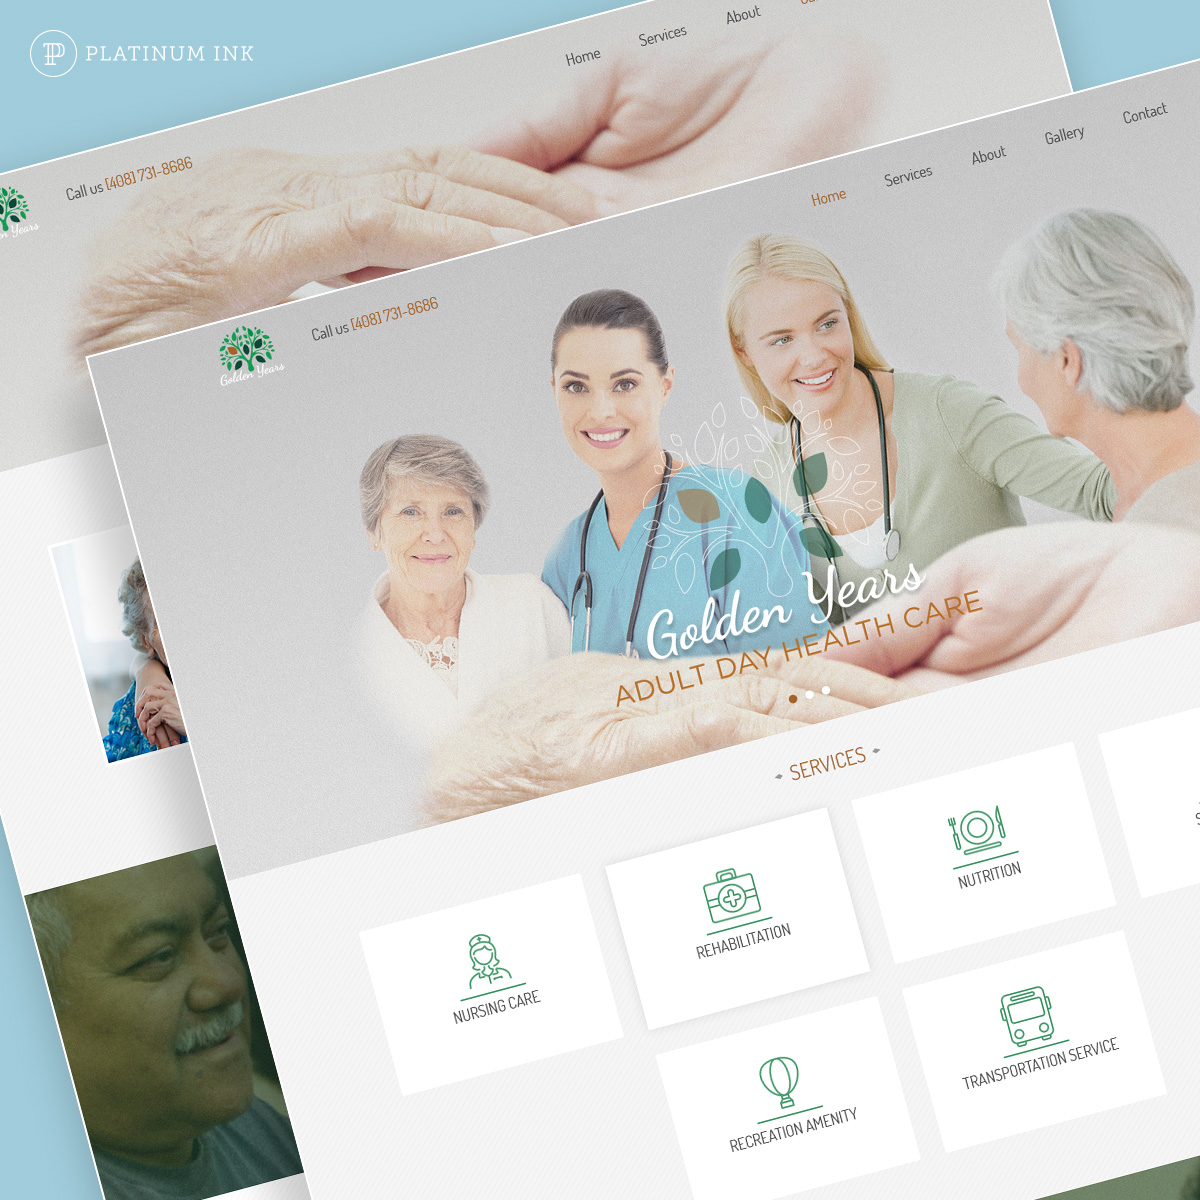 PLATINUM INK
Home
Services
About
Call us [408] 731-8686
Years
Home
Services
About
Gallery
Contact
Call us [408] 731-8686
Golden Years
Golden Years
ADULT DAY HEALTH CARE
SERVICES
NURSING CARE
REHABILITATION
NUTRITION
RECREATION AMENITY
TRANSPORTATION SERVICE